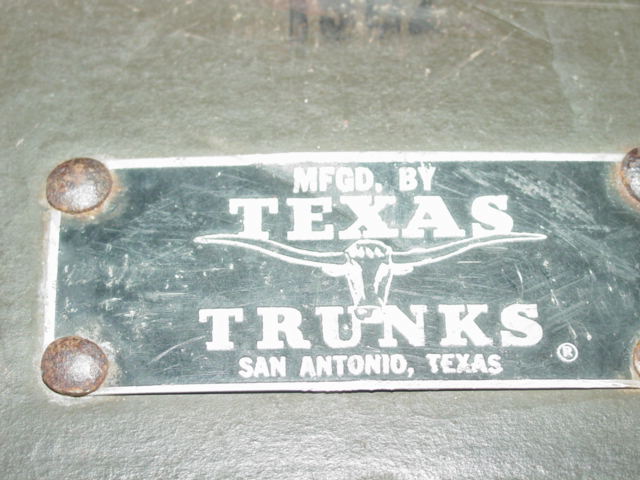 MFGD. BY
TEXAS
TRUNKS
SAN ANTONIO, TEXAS
®